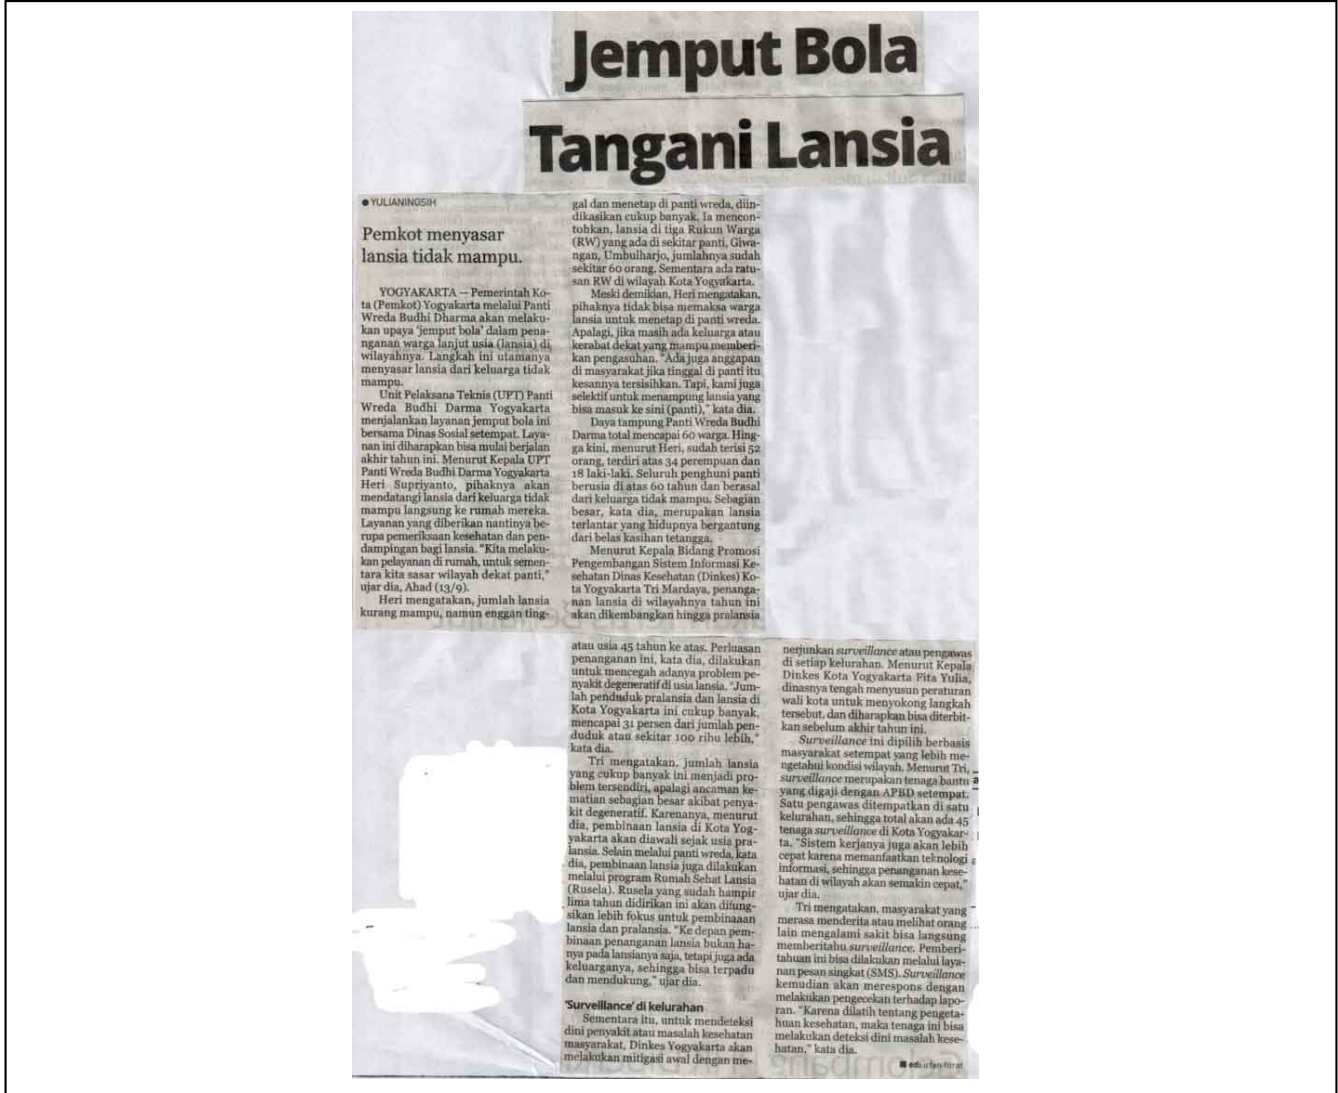 Jemput Bola
Tangani Lansia
● YULIANINGSIH
Pemkot menyasar
lansia tidak mampu.
YOGYAKARTA — Pemerintah Ko-
ta (Pemkot) Yogyakarta melalui Panti
Wreda Budhi Dharma akan melaku-
kan upaya ‘jemput bola’ dalam pena-
nganan warga lanjut usia (lansia) di
wilayahnya. Langkah ini utamanya
menyasar lansia dari keluarga tidak
mampu.
Unit Pelaksana Teknis (UPT) Panti
Wreda Budhi Darma Yogyakarta
menjalankan layanan jemput bola ini
bersama Dinas Sosial setempat. Laya-
nan ini diharapkan bisa mulai berjalan
akhir tahun ini. Menurut Kepala UPT
Panti Wreda Budhi Darma Yogyakarta
Heri Supriyanto, pihaknya akan
mendatangi lansia dari keluarga tidak
mampu langsung ke rumah mereka.
Layanan yang diberikan nantinya be-
rupa pemeriksaan kesehatan dan pen-
dampingan bagi lansia. “Kita melaku-
kan pelayanan di rumah, untuk semen-
tara kita sasar wilayah dekat panti,”
ujar dia, Ahad (13/9).
Heri mengatakan, jumlah lansia
kurang mampu, namun enggan ting-
gal dan menetap di panti wreda, diin-
dikasikan cukup banyak. Ia mencon-
tohkan, lansia di tiga Rukun Warga
(RW) yang ada di sekitar panti, Giwa-
ngan, Umbulharjo, jumlahnya sudah
sekitar 60 orang. Sementara ada ratu-
san RW di wilayah Kota Yogyakarta.
Meski demikian, Heri mengatakan,
pihaknya tidak bisa memaksa warga
lansia untuk menetap di panti wreda.
Apalagi, jika masih ada keluarga atau
kerabat dekat yang mampu memberi-
kan pengasuhan. “Ada juga anggapan
di masyarakat jika tinggal di panti itu
kesannya tersisihkan. Tapi, kami juga
selektif untuk menampung lansia yang
bisa masuk ke sini (panti),” kata dia.
Daya tampung Panti Wreda Budhi
Darma total mencapai 60 warga. Hing-
ga kini, menurut Heri, sudah terisi 52
orang, terdiri atas 34 perempuan dan
18 laki-laki. Seluruh penghuni panti
berusia di atas 60 tahun dan berasal
dari keluarga tidak mampu. Sebagian
besar, kata dia, merupakan lansia
terlantar yang hidupnya bergantung
dari belas kasihan tetangga.
Menurut Kepala Bidang Promosi
Pengembangan Sistem Informasi Ke-
sehatan Dinas Kesehatan (Dinkes) Ko-
ta Yogyakarta Tri Mardaya, penanga-
nan lansia di wilayahnya tahun ini
akan dikembangkan hingga pralansia
atau usia 45 tahun ke atas. Perluasan
penanganan ini, kata dia, dilakukan
untuk mencegah adanya problem pe-
nyakit degeneratif di usia lansia. “Jum-
lah penduduk pralansia dan lansia di
Kota Yogyakarta ini cukup banyak,
mencapai 31 persen dari jumlah pen-
duduk atau sekitar 100 ribu lebih,”
kata dia.
Tri mengatakan, jumlah lansia
yang cukup banyak ini menjadi pro-
blem tersendiri, apalagi ancaman ke-
matian sebagian besar akibat penya-
kit degeneratif. Karenanya, menurut
dia, pembinaan lansia di Kota Yog-
yakarta akan diawali sejak usia pra-
lansia. Selain melalui panti wreda, kata
dia, pembinaan lansia juga dilakukan
melalui program Rumah Sehat Lansia
(Rusela). Rusela yang sudah hampir
lima tahun didirikan ini akan difung-
sikan lebih fokus untuk pembinaaan
lansia dan pralansia. “Ke depan pem-
binaan penanganan lansia bukan ha-
nya pada lansianya saja, tetapi juga ada
keluarganya, sehingga bisa terpadu
dan mendukung,” ujar dia.
‘Surveillance’ di kelurahan
Sementara itu, untuk mendeteksi
dini penyakit atau masalah kesehatan
masyarakat, Dinkes Yogyakarta akan
melakukan mitigasi awal dengan me-
nerjunkan surveillance atau pengawas
di setiap kelurahan. Menurut Kepala
Dinkes Kota Yogyakarta Fita Yulia,
dinasnya tengah menyusun peraturan
wali kota untuk menyokong langkah
tersebut, dan diharapkan bisa diterbit-
kan sebelum akhir tahun ini.
Surveillance ini dipilih berbasis
masyarakat setempat yang lebih me-
ngetahui kondisi wilayah. Menurut Tri,
surveillance merupakan tenaga bantu
yang digaji dengan APBD setempat.
Satu pengawas ditempatkan di satu
kelurahan, sehingga total akan ada 45
tenaga surveillance di Kota Yogyakar-
ta. “Sistem kerjanya juga akan lebih
cepat karena memanfaatkan teknologi
informasi, sehingga penanganan kese-
hatan di wilayah akan semakin cepat,”
ujar dia.
Tri mengatakan, masyarakat yang
merasa menderita atau melihat orang
lain mengalami sakit bisa langsung
memberitahu surveillance. Pemberi-
tahuan ini bisa dilakukan melalui laya-
nan pesan singkat (SMS). Surveillance
kemudian akan merespons dengan
melakukan pengecekan terhadap lapo-
ran. “Karena dilatih tentang pengeta-
huan kesehatan, maka tenaga ini bisa
melakukan deteksi dini masalah kese-
hatan,” kata dia.
■ ed: irfan fitrat